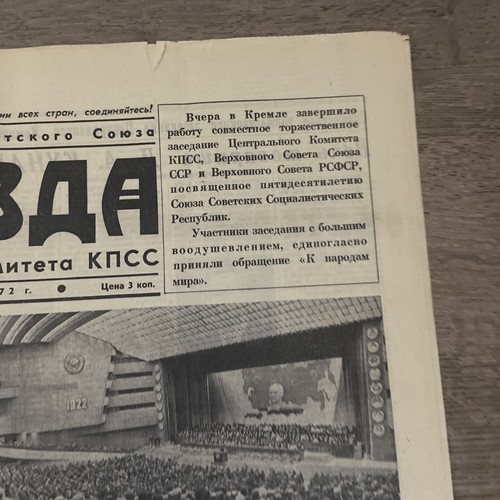 ии всех стран, соединяйтесь!
тского Союза
ВДА
митета КПСС
72 г. ● Цена 3 коп.
Вчера в Кремле завершило
работу совместное торжественное
заседание Центрального Комитета
КПСС, Верховного Совета Союза
ССР и Верховного Совета РСФСР,
посвященное пятидесятилетию
Союза Советских Социалистических
Республик.
Участники заседания с большим
воодушевлением, единогласно
приняли обращение «К народам
мира».
1922